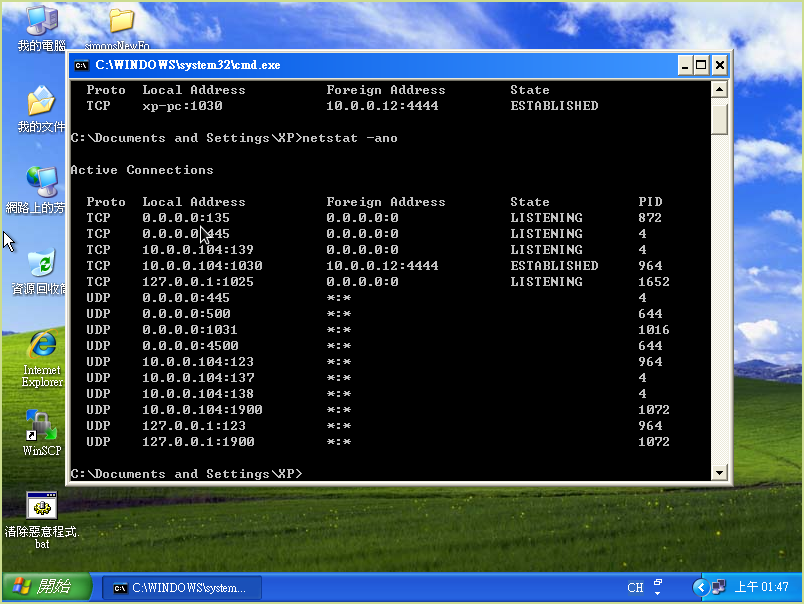 我的電腦
simonsNewFo
我的文件
網路上的芳
資源回收筒
Internet
Explorer
WinSCP
清除惡意程式.
bat
C:\WINDOWS\system32\cmd.exe
Proto Local Address Foreign Address State
TCP xp-pc:1030 10.0.0.12:4444 ESTABLISHED
C:\Documents and Settings\XP>netstat -ano
Active Connections
Proto Local Address Foreign Address State PID
TCP 0.0.0.0:135 0.0.0.0:0 LISTENING 872
TCP 0.0.0.0:445 0.0.0.0:0 LISTENING 4
TCP 10.0.0.104:139 0.0.0.0:0 LISTENING 4
TCP 10.0.0.104:1030 10.0.0.12:4444 ESTABLISHED 964
TCP 127.0.0.1:1025 0.0.0.0:0 LISTENING 1652
UDP 0.0.0.0:445 *:* 4
UDP 0.0.0.0:500 *:* 644
UDP 0.0.0.0:1031 *:* 1016
UDP 0.0.0.0:4500 *:* 644
UDP 10.0.0.104:123 *:* 964
UDP 10.0.0.104:137 *:* 4
UDP 10.0.0.104:138 *:* 4
UDP 10.0.0.104:1900 *:* 1072
UDP 127.0.0.1:123 *:* 964
UDP 127.0.0.1:1900 *:* 1072
C:\Documents and Settings\XP>
開始
C:\WINDOWS\system...
CH
上午 01:47